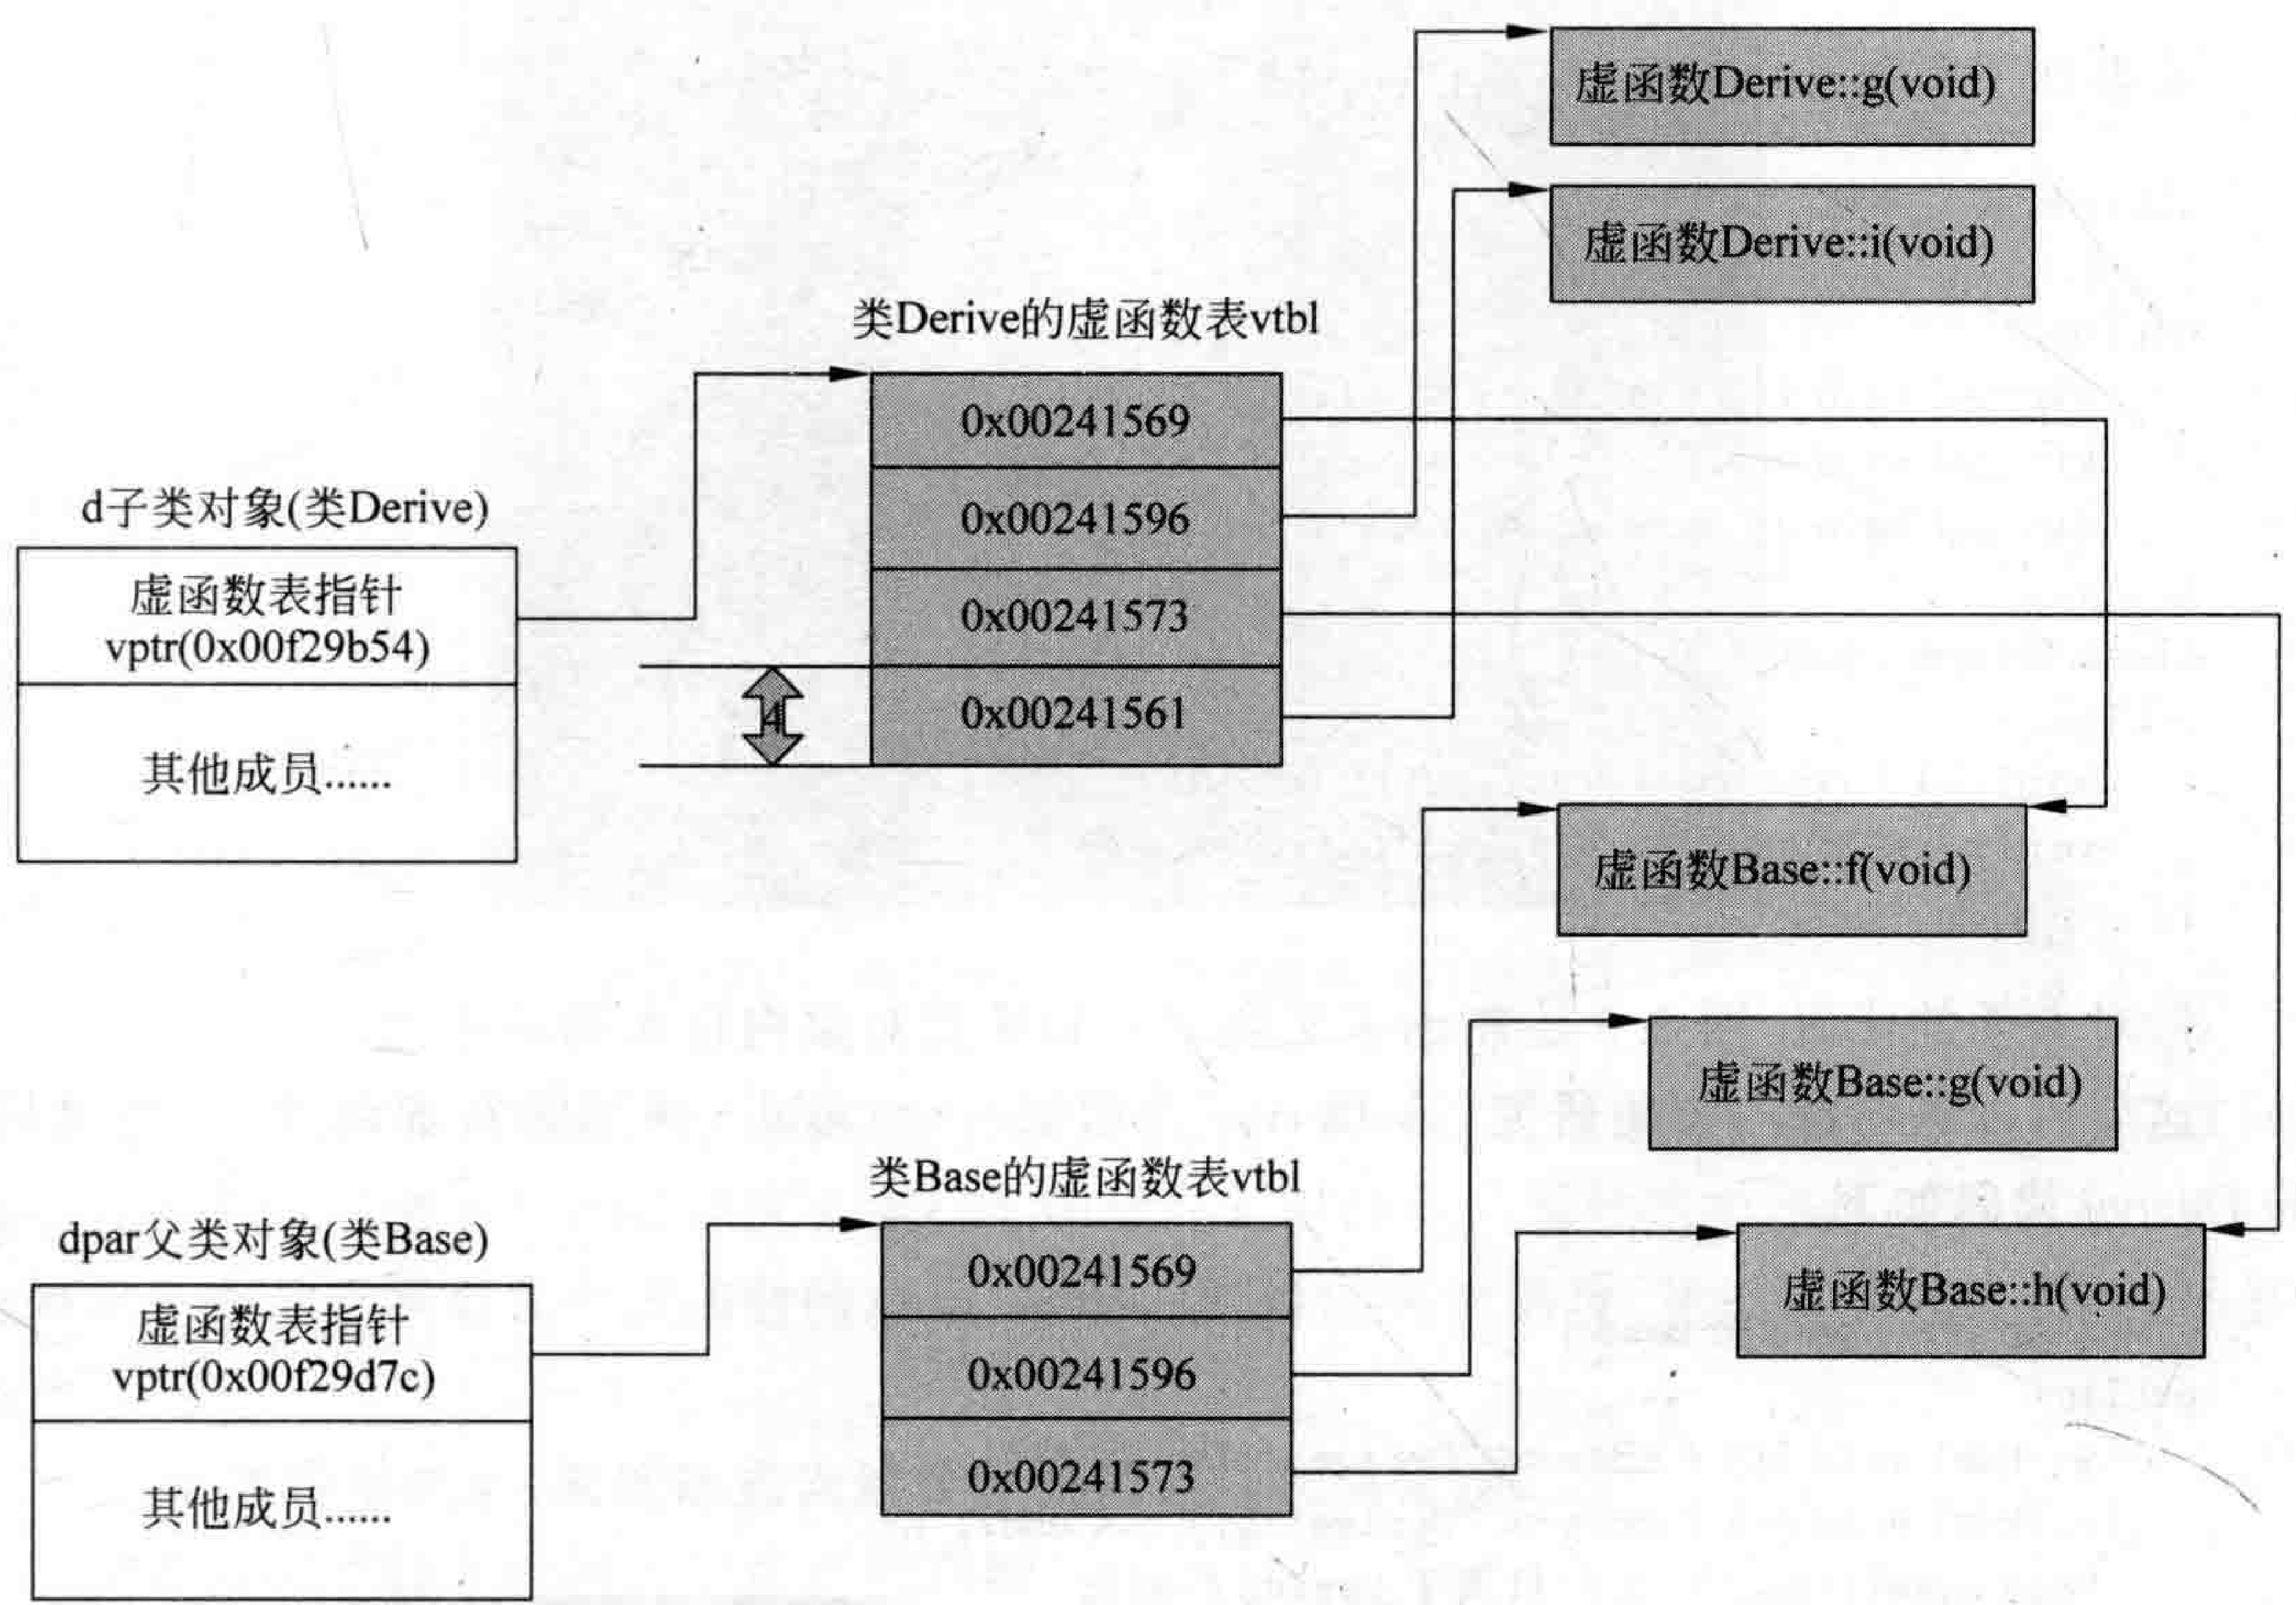 虚函数Derive::g(void)
虚函数Derive::i(void)
类Derive的虚函数表vtbl
0x00241569
0x00241596
0x00241573
0x00241561
4
d子类对象(类Derive)
虚函数表指针
vptr(0x00f29b54)
其他成员......
虚函数Base::f(void)
虚函数Base::g(void)
虚函数Base::h(void)
类Base的虚函数表vtbl
0x00241569
0x00241596
0x00241573
dpar父类对象(类Base)
虚函数表指针
vptr(0x00f29d7c)
其他成员......